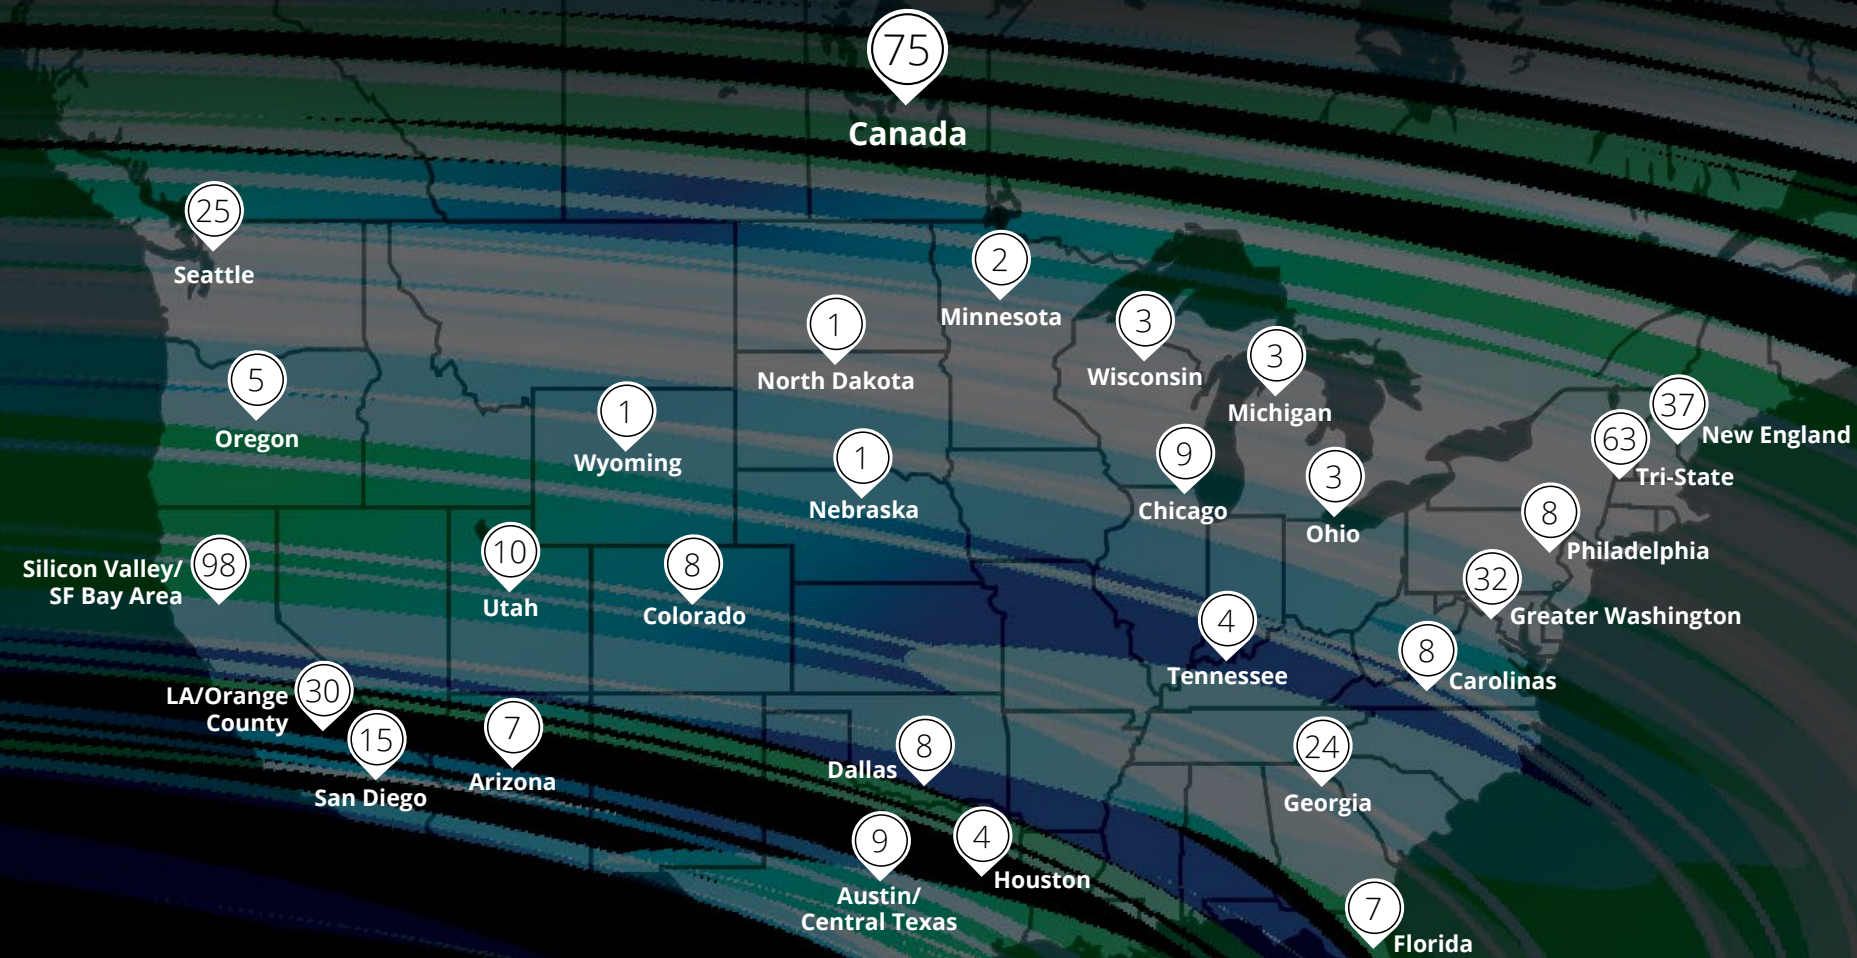 75
Canada
25
Seattle
2
Minnesota
1
North Dakota
3
Wisconsin
3
Michigan
5
Oregon
1
Wyoming
37
New England
63
Tri-State
1
Nebraska
9
Chicago
3
Ohio
8
Philadelphia
Silicon Valley/
SF Bay Area
98
10
Utah
8
Colorado
32
Greater Washington
4
Tennessee
8
Carolinas
LA/Orange
County
30
15
San Diego
7
Arizona
8
Dallas
24
Georgia
9
Austin/
Central Texas
4
Houston
7
Florida